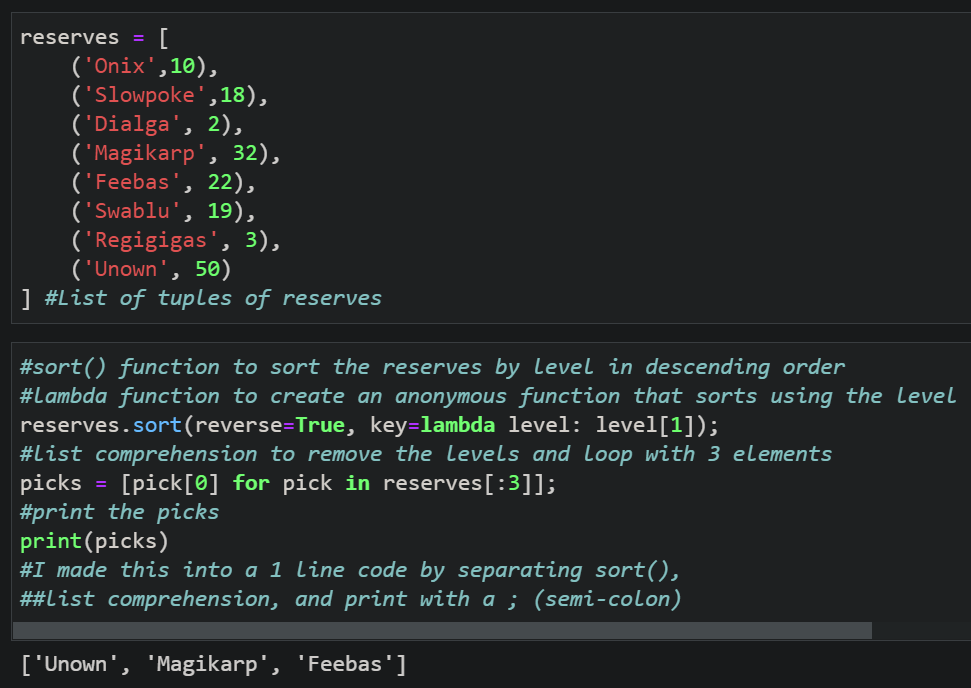 reserves = [
    ('Onix',10),
    ('Slowpoke',18),
    ('Dialga', 2),
    ('Magikarp', 32),
    ('Feebas', 22),
    ('Swablu', 19),
    ('Regigigas', 3),
    ('Unown', 50)
] #List of tuples of reserves
#sort() function to sort the reserves by level in descending order
#lambda function to create an anonymous function that sorts using the level
reserves.sort(reverse=True, key=lambda level: level[1]);
#list comprehension to remove the levels and loop with 3 elements
picks = [pick[0] for pick in reserves[:3]];
#print the picks
print(picks)
#I made this into a 1 line code by separating sort(),
##list comprehension, and print with a ; (semi-colon)
['Unown', 'Magikarp', 'Feebas']